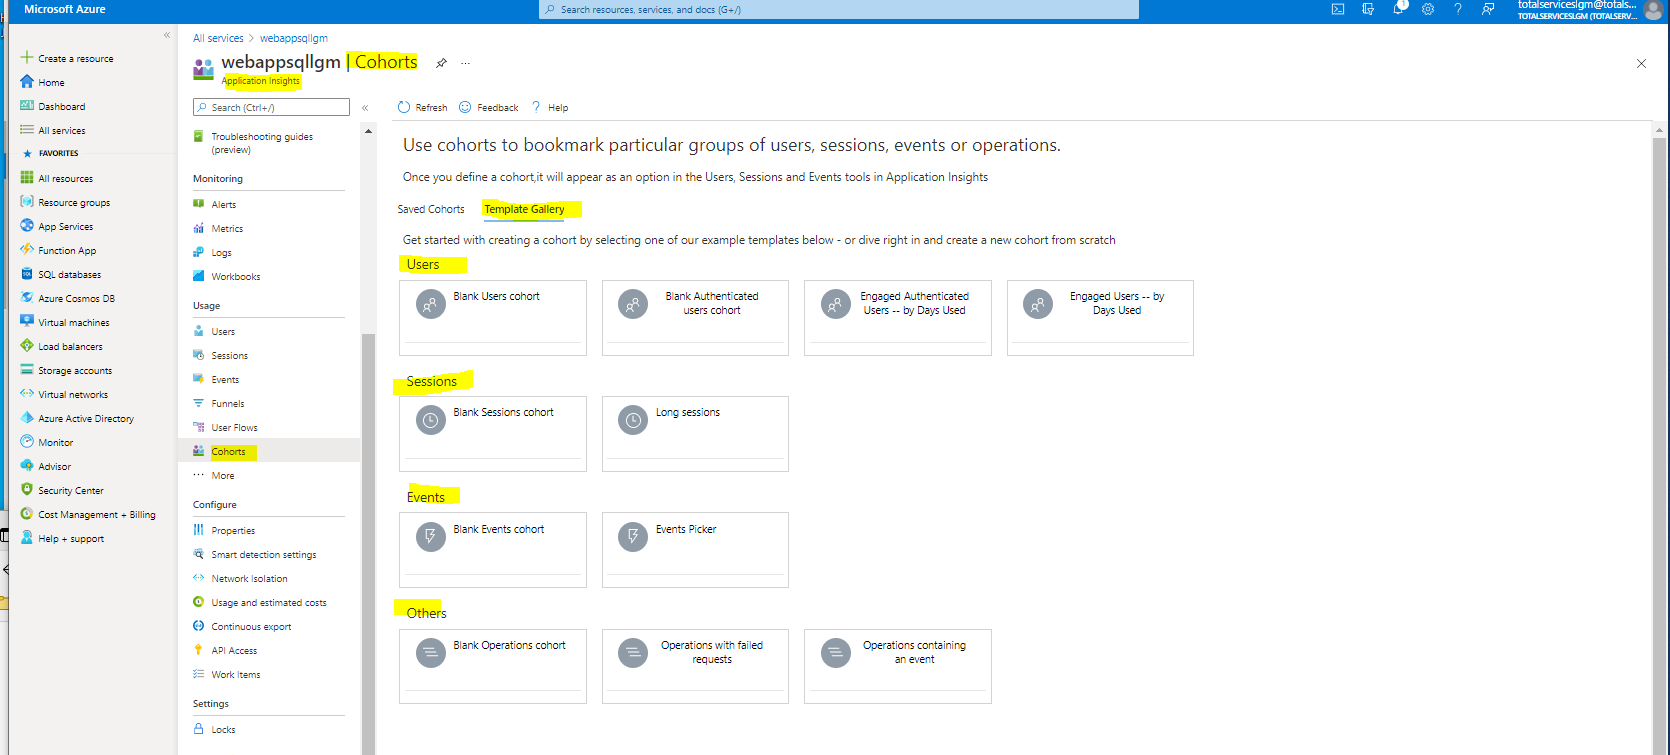 Microsoft Azure
Search resources, services, and docs (G+/)
1
totalserviceslgm@totals...
TOTALSERVICESLGM (TOTALSERV...
«
Create a resource
Home
Dashboard
All services
FAVORITES
All resources
Resource groups
App Services
Function App
SQL databases
Azure Cosmos DB
Virtual machines
Load balancers
Storage accounts
Virtual networks
Azure Active Directory
Monitor
Advisor
Security Center
Cost Management + Billing
Help + support
All services > webappsqllgm
webappsqllgm | Cohorts
Application Insights
Search (Ctrl+/)
«
Troubleshooting guides
(preview)
Monitoring
Alerts
Metrics
Logs
Workbooks
Usage
Users
Sessions
Events
Funnels
User Flows
Cohorts
More
Configure
Properties
Smart detection settings
Network Isolation
Usage and estimated costs
Continuous export
API Access
Work Items
Settings
Locks
Refresh
Feedback
? Help
Use cohorts to bookmark particular groups of users, sessions, events or operations.
Once you define a cohort,it will appear as an option in the Users, Sessions and Events tools in Application Insights
Saved Cohorts
Template Gallery
Get started with creating a cohort by selecting one of our example templates below - or dive right in and create a new cohort from scratch
Users
Blank Users cohort
Blank Authenticated
users cohort
Engaged Authenticated
Users -- by Days Used
Engaged Users -- by
Days Used
Sessions
Blank Sessions cohort
Long sessions
Events
Blank Events cohort
Events Picker
Others
Blank Operations cohort
Operations with failed
requests
Operations containing
an event